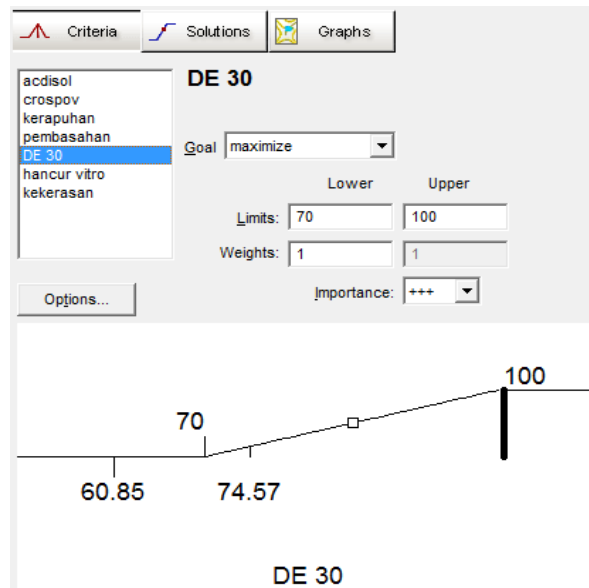 Criteria Solutions Graphs
acdisol
crospov
kerapuhan
pembasahan
DE 30
hancur vitro
kekerasan
DE 30
Goal maximize
Lower Upper
Limits: 70 100
Weights: 1 1
Importance: +++
Options...
100
70
60.85 74.57
DE 30